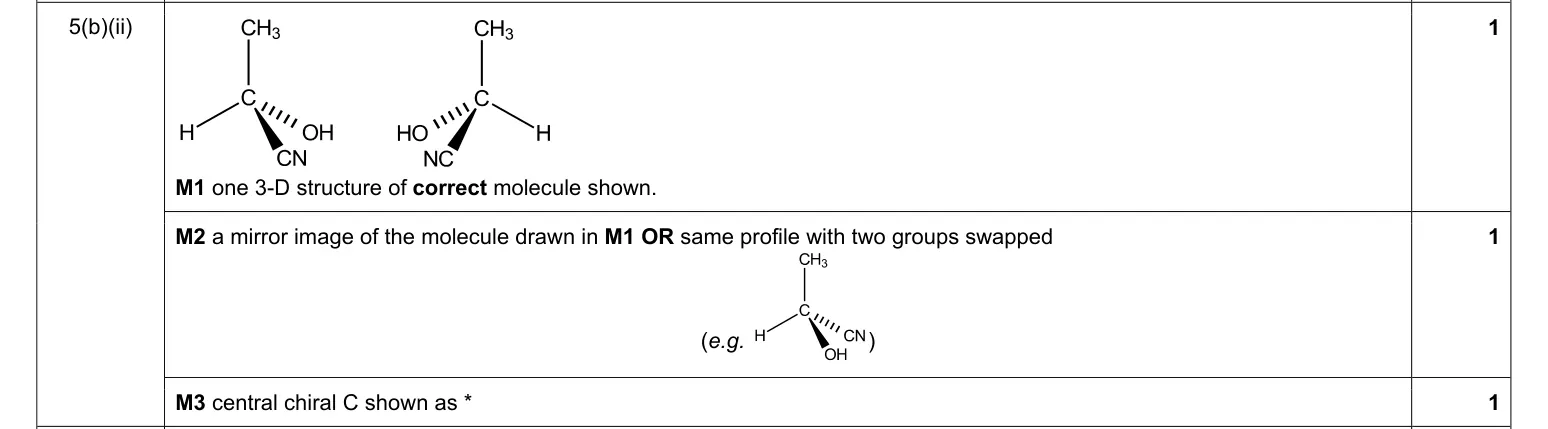 5(b)(ii)
1
CH₃ CH₃
C C
H OH HO H
CN NC
M1 one 3-D structure of correct molecule shown.
M2 a mirror image of the molecule drawn in M1 OR same profile with two groups swapped
1
CH₃
C
(e.g. H CN )
OH
M3 central chiral C shown as *
1